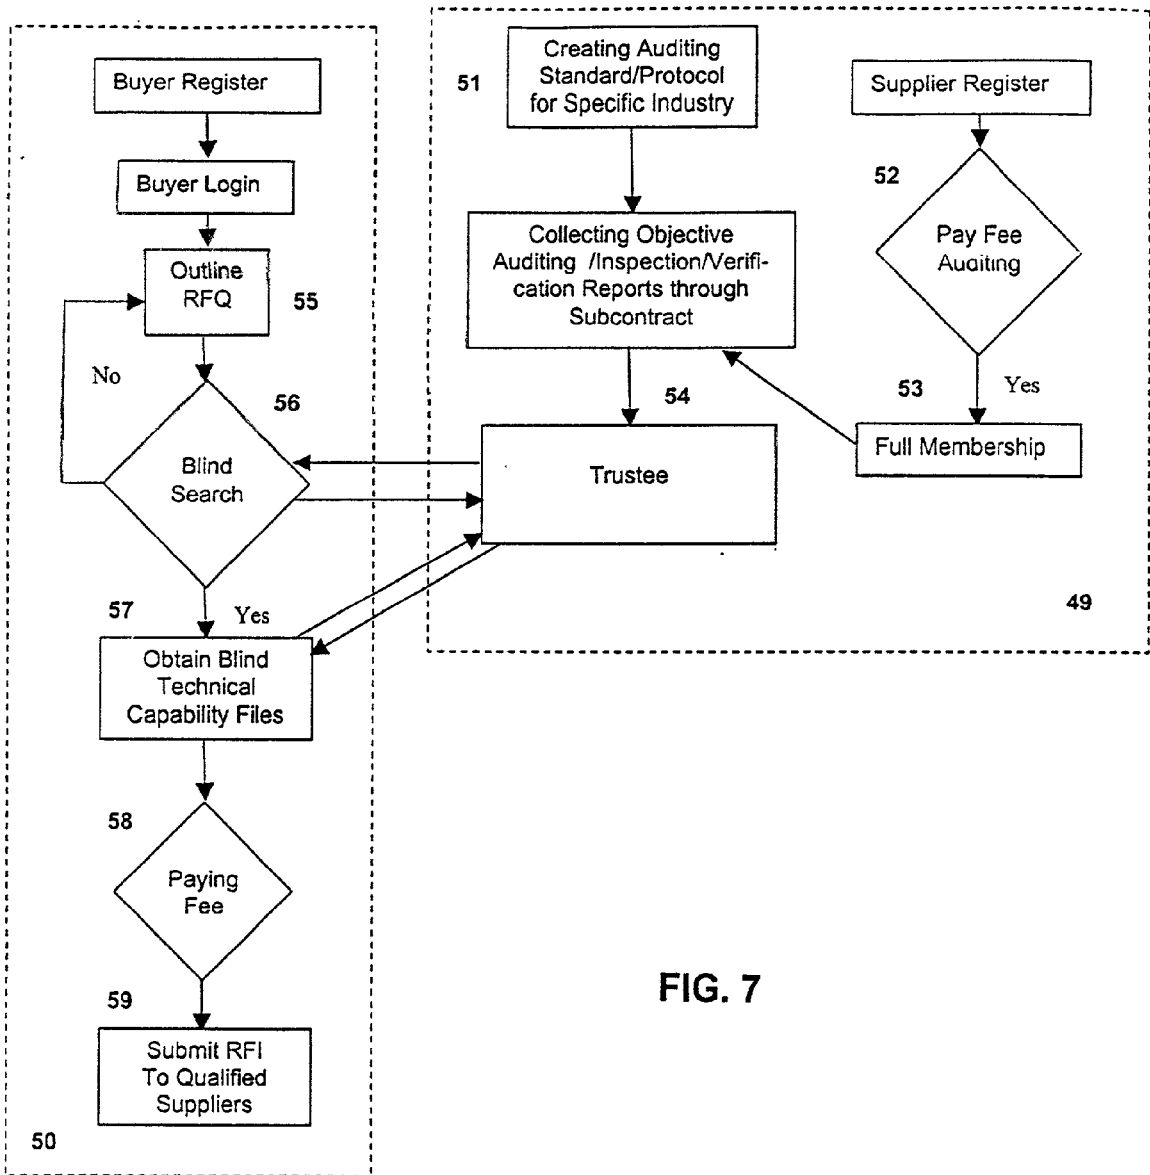 Buyer Register
Buyer Login
Outline
RFQ
55
No
56
Blind
Search
57
Yes
Obtain Blind
Technical
Capability Files
58
Paying
Fee
59
Submit RFI
To Qualified
Suppliers
50
51
Creating Auditing
Standard/Protocol
for Specific Industry
Collecting Objective
Auditing /Inspection/Verifi-
cation Reports through
Subcontract
54
Trustee
Supplier Register
52
Pay Fee
Auditing
53
Yes
Full Membership
49
FIG. 7